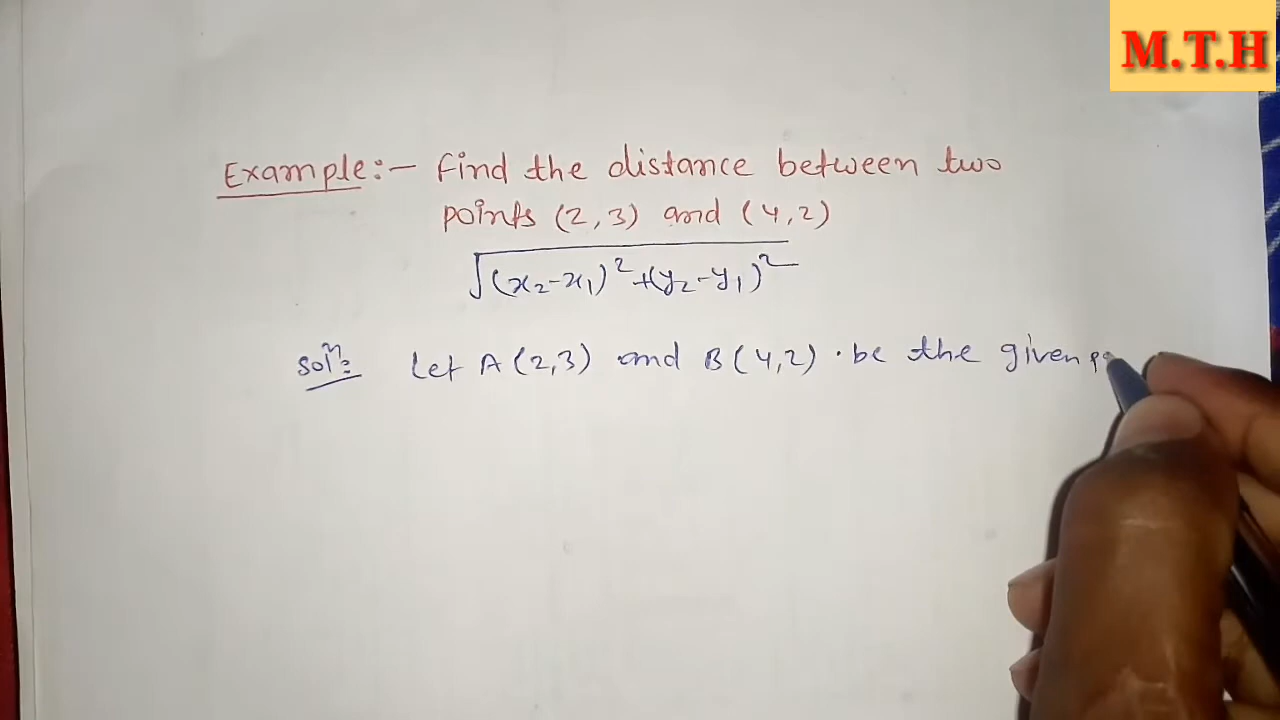 M.T.H
Example:- Find the distance between two
points (2,3) and (4,2)
√(x₂-x₁)²+(y₂-y₁)²
Solⁿ: Let A(2,3) and B(4,2) . be the given